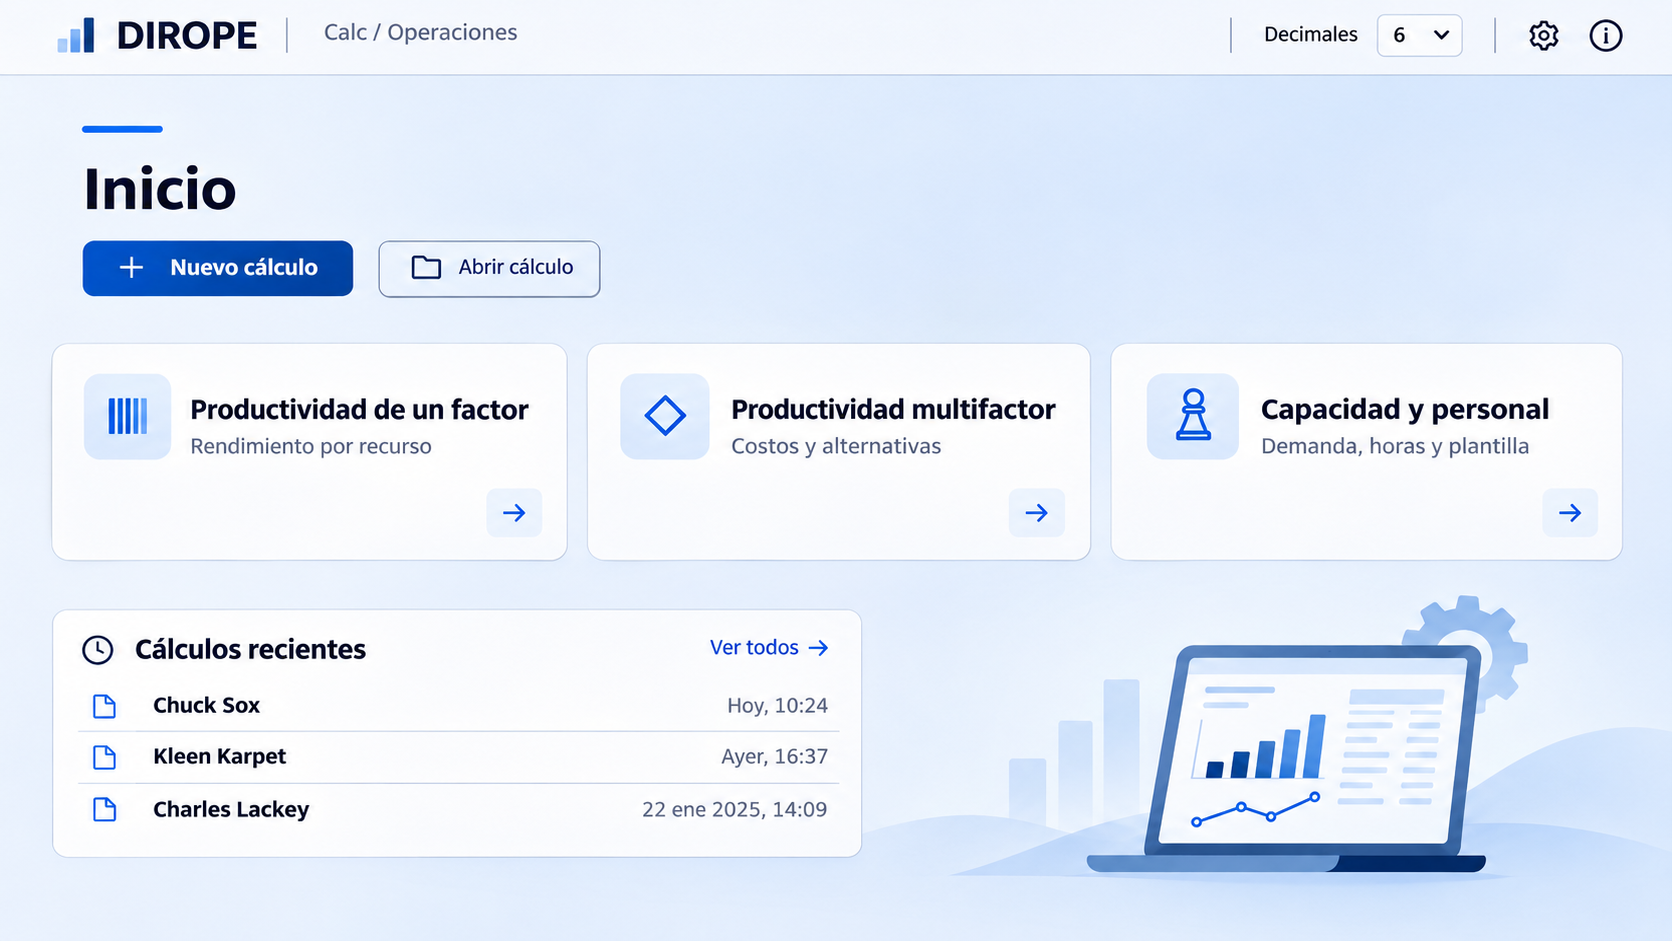 DIROPE
Calc / Operaciones
Decimales
6
Inicio
Nuevo cálculo
Abrir cálculo
Productividad de un factor
Rendimiento por recurso
Productividad multifactor
Costos y alternativas
Capacidad y personal
Demanda, horas y plantilla
Cálculos recientes
Ver todos
Chuck Sox
Hoy, 10:24
Kleen Karpet
Ayer, 16:37
Charles Lackey
22 ene 2025, 14:09